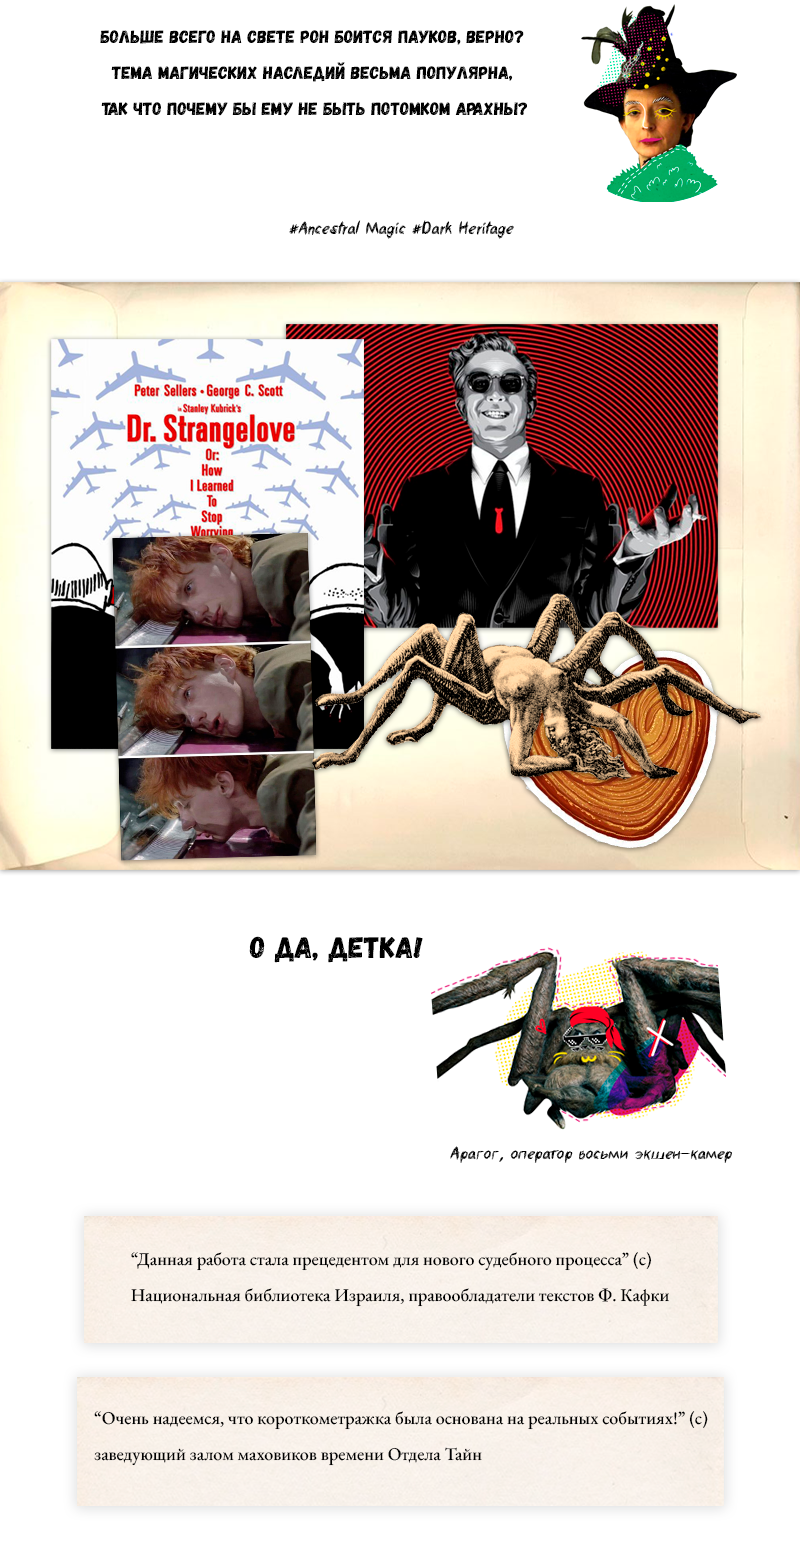 БОЛЬШЕ ВСЕГО НА СВЕТЕ РОН БОИТСЯ ПАУКОВ, ВЕРНО?
ТЕМА МАГИЧЕСКИХ НАСЛЕДИЙ ВЕСЬМА ПОПУЛЯРНА,
ТАК ЧТО ПОЧЕМУ БЫ ЕМУ НЕ БЫТЬ ПОТОМКОМ АРАХНЫ?
#Ancestral Magic #Dark Heritage
Peter Sellers • George C. Scott
in Stanley Kubrick's
Dr. Strangelove
Or:
How
I Learned
To
Stop
Worrying
О ДА, ДЕТКА!
Арагог, оператор восьми экшен-камер
“Данная работа стала прецедентом для нового судебного процесса” (с)
Национальная библиотека Израиля, правообладатели текстов Ф. Кафки
“Очень надеемся, что короткометражка была основана на реальных событиях!” (с)
заведующий залом маховиков времени Отдела Тайн